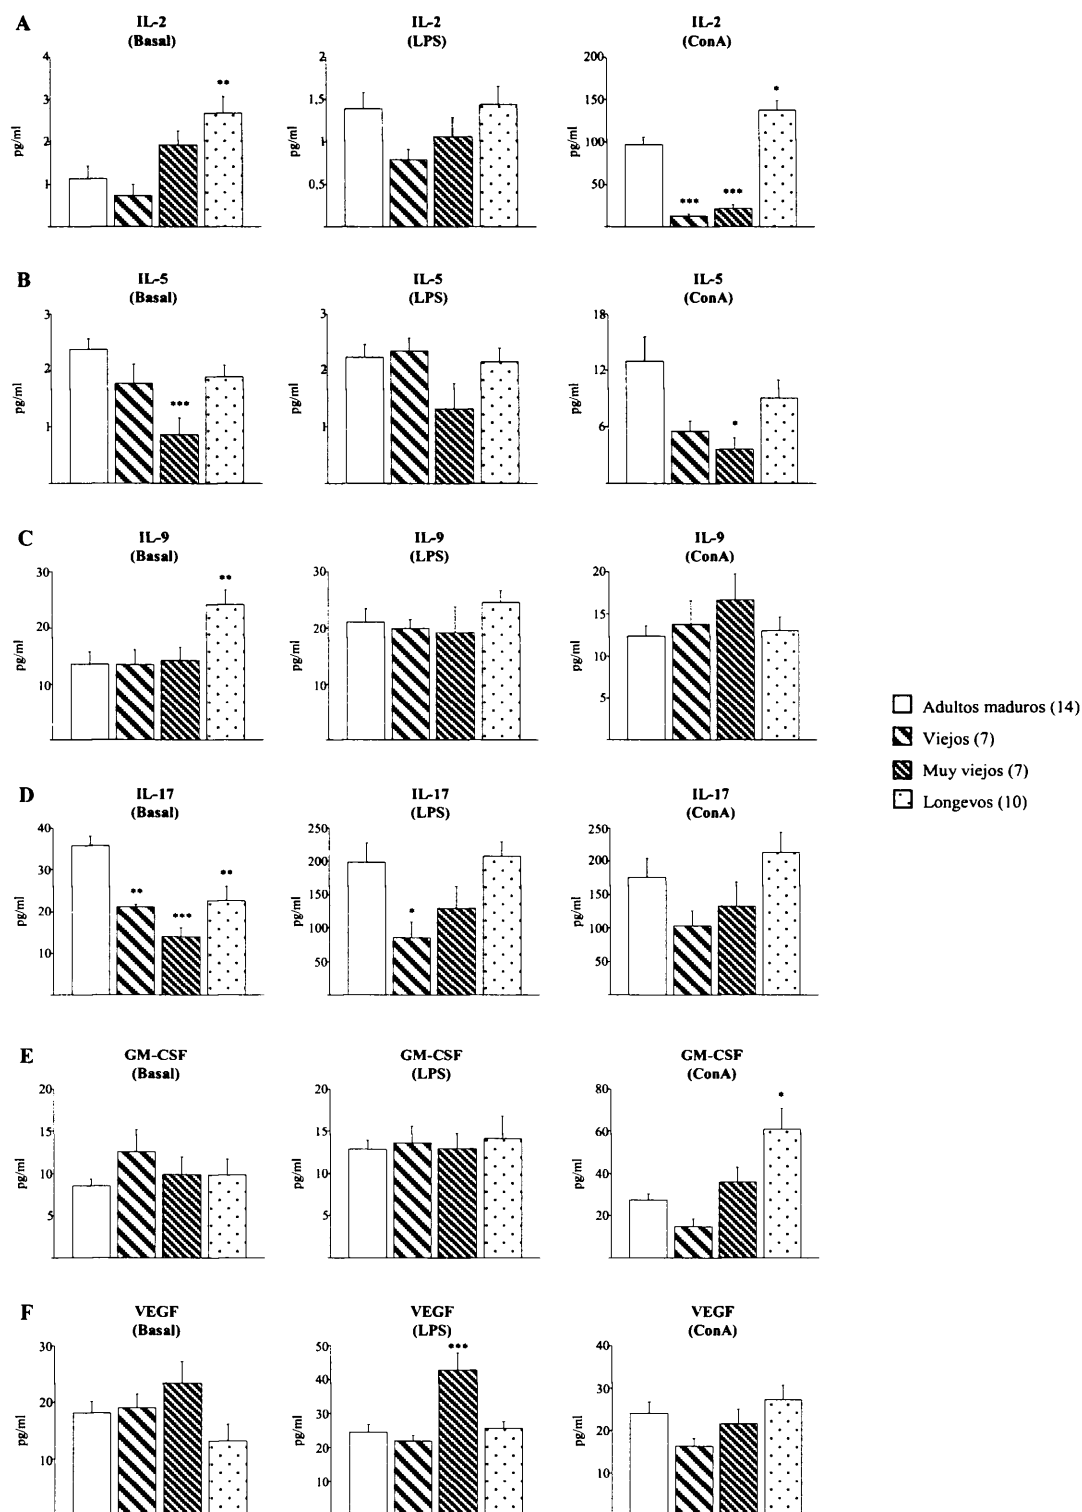 A
IL-2
(Basal)
IL-2
(LPS)
IL-2
(ConA)
pg/ml
4
3
2
1
**
pg/ml
2
1,5
1
0,5
pg/ml
200
150
100
50
***
***
*
B
IL-5
(Basal)
IL-5
(LPS)
IL-5
(ConA)
pg/ml
3
2
1
***
pg/ml
3
2
1
pg/ml
18
12
6
*
C
IL-9
(Basal)
IL-9
(LPS)
IL-9
(ConA)
pg/ml
30
20
10
**
pg/ml
30
20
10
pg/ml
20
15
10
5
Adultos maduros (14)
Viejos (7)
Muy viejos (7)
Longevos (10)
D
IL-17
(Basal)
IL-17
(LPS)
IL-17
(ConA)
pg/ml
40
30
20
10
**
***
**
pg/ml
250
200
150
100
50
*
pg/ml
250
200
150
100
50
E
GM-CSF
(Basal)
GM-CSF
(LPS)
GM-CSF
(ConA)
pg/ml
20
15
10
5
pg/ml
20
15
10
5
pg/ml
80
60
40
20
*
F
VEGF
(Basal)
VEGF
(LPS)
VEGF
(ConA)
pg/ml
30
20
10
pg/ml
50
40
30
20
10
***
pg/ml
40
30
20
10